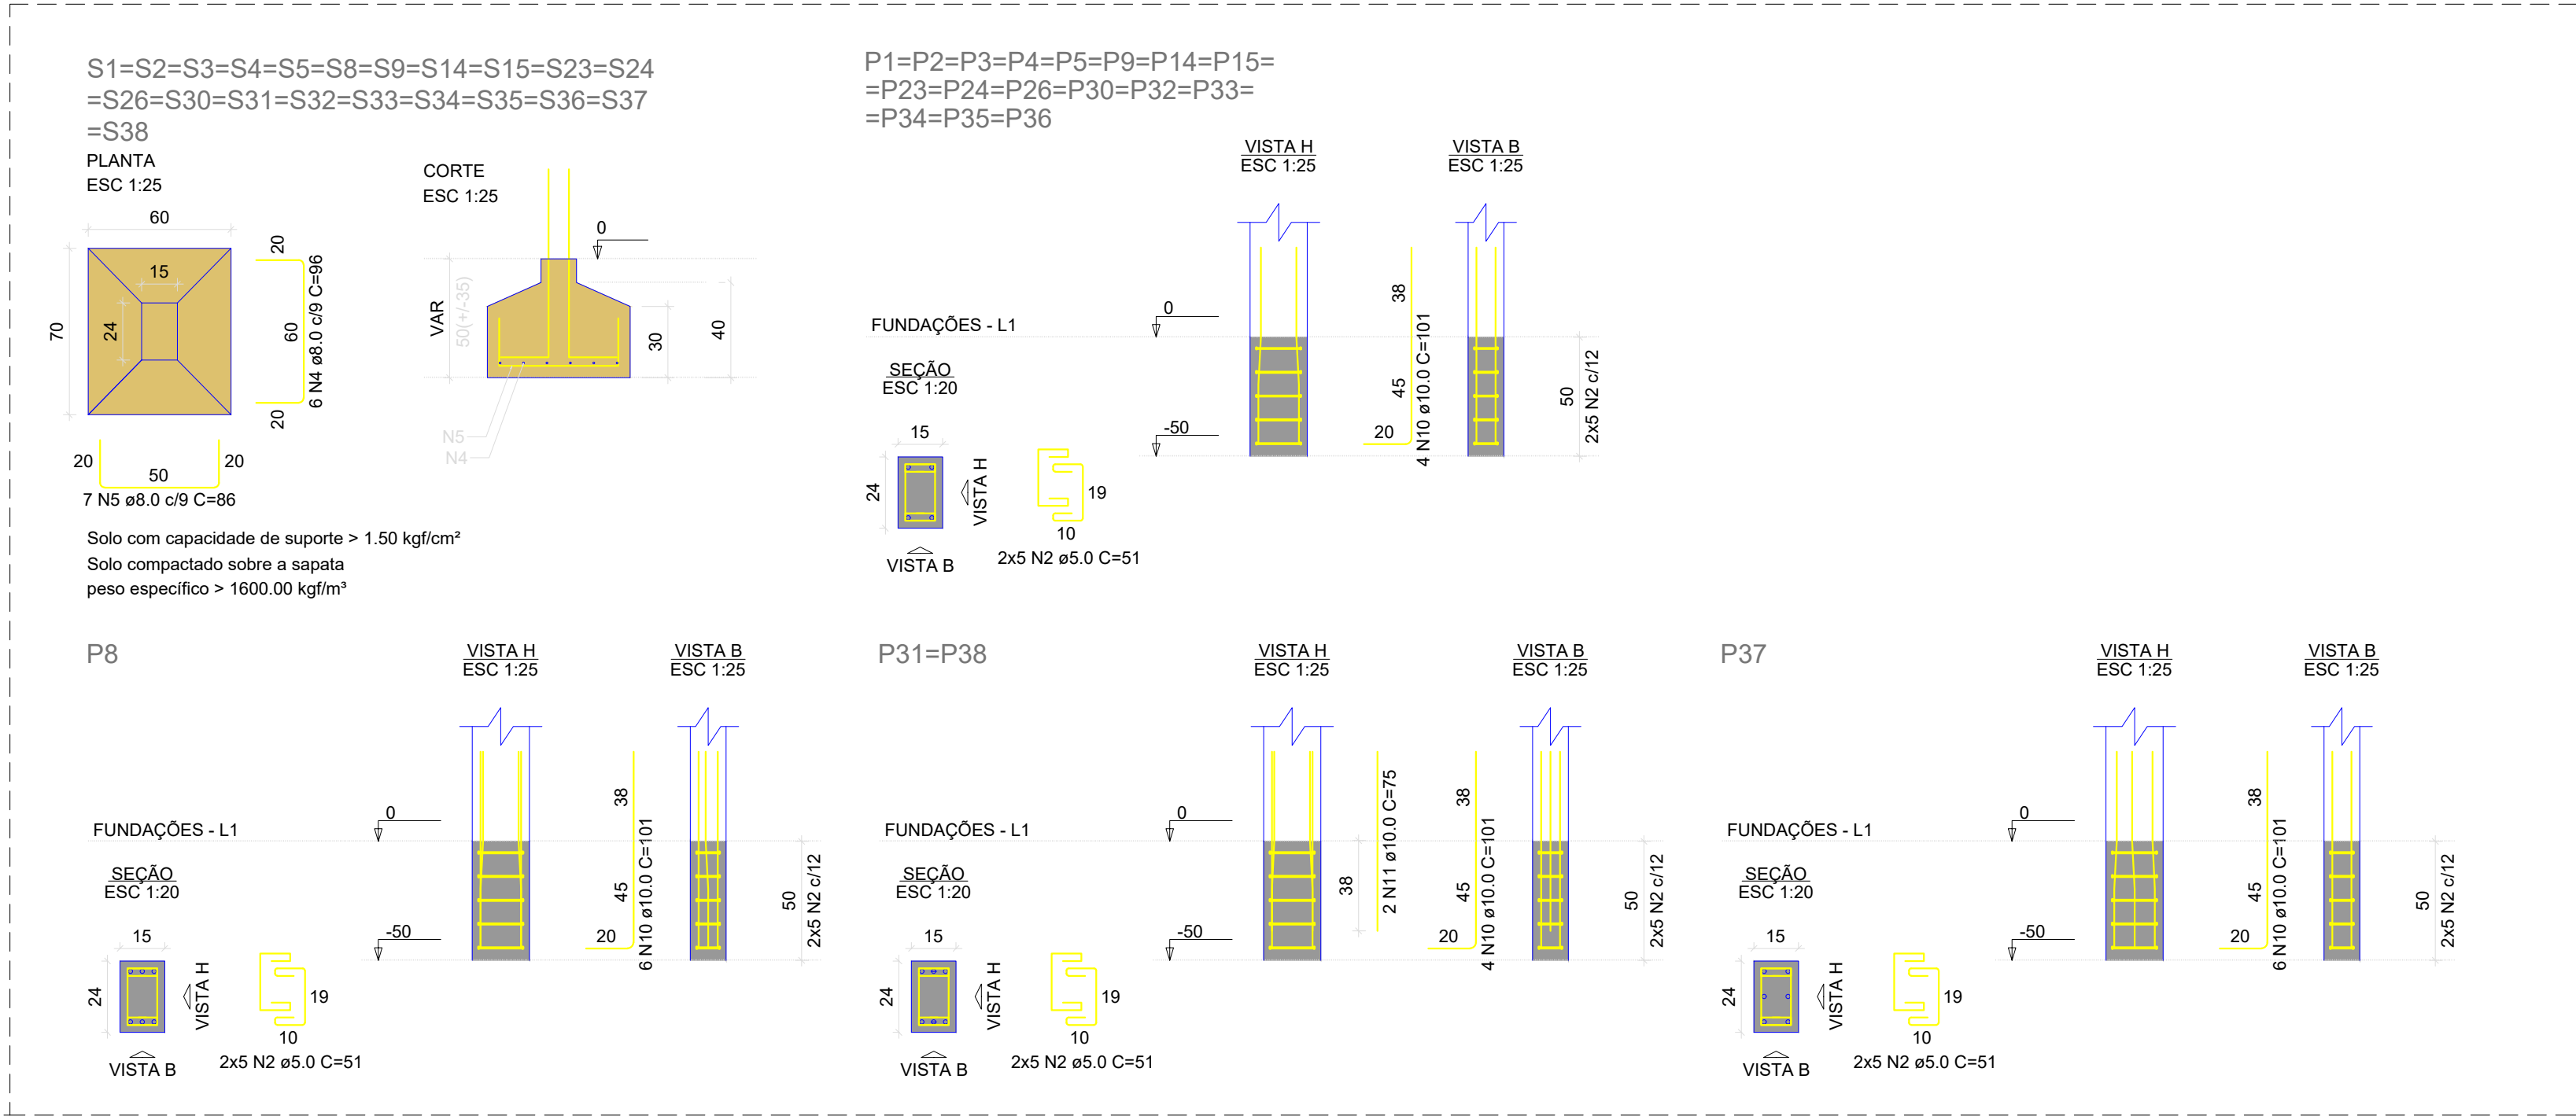 S1=S2=S3=S4=S5=S8=S9=S14=S15=S23=S24
=S26=S30=S31=S32=S33=S34=S35=S36=S37
=S38
PLANTA
ESC 1:25
60
70
15
24
20
60
20
6 N4 ø8.0 c/9 C=96
20
50
20
7 N5 ø8.0 c/9 C=86
CORTE
ESC 1:25
0
VAR
50(+/-35)
30
40
N5
N4
Solo com capacidade de suporte > 1.50 kgf/cm²
Solo compactado sobre a sapata
peso específico > 1600.00 kgf/m³
P1=P2=P3=P4=P5=P9=P14=P15=
=P23=P24=P26=P30=P32=P33=
=P34=P35=P36
VISTA H
ESC 1:25
VISTA B
ESC 1:25
FUNDAÇÕES - L1
0
-50
38
45
20
4 N10 ø10.0 C=101
50
2x5 N2 c/12
SEÇÃO
ESC 1:20
15
24
VISTA H
VISTA B
19
10
2x5 N2 ø5.0 C=51
P8
VISTA H
ESC 1:25
VISTA B
ESC 1:25
FUNDAÇÕES - L1
0
-50
38
45
20
6 N10 ø10.0 C=101
50
2x5 N2 c/12
SEÇÃO
ESC 1:20
15
24
VISTA H
VISTA B
19
10
2x5 N2 ø5.0 C=51
P31=P38
VISTA H
ESC 1:25
VISTA B
ESC 1:25
FUNDAÇÕES - L1
0
-50
38
2 N11 ø10.0 C=75
38
45
20
4 N10 ø10.0 C=101
50
2x5 N2 c/12
SEÇÃO
ESC 1:20
15
24
VISTA H
VISTA B
19
10
2x5 N2 ø5.0 C=51
P37
VISTA H
ESC 1:25
VISTA B
ESC 1:25
FUNDAÇÕES - L1
0
-50
38
45
20
6 N10 ø10.0 C=101
50
2x5 N2 c/12
SEÇÃO
ESC 1:20
15
24
VISTA H
VISTA B
19
10
2x5 N2 ø5.0 C=51